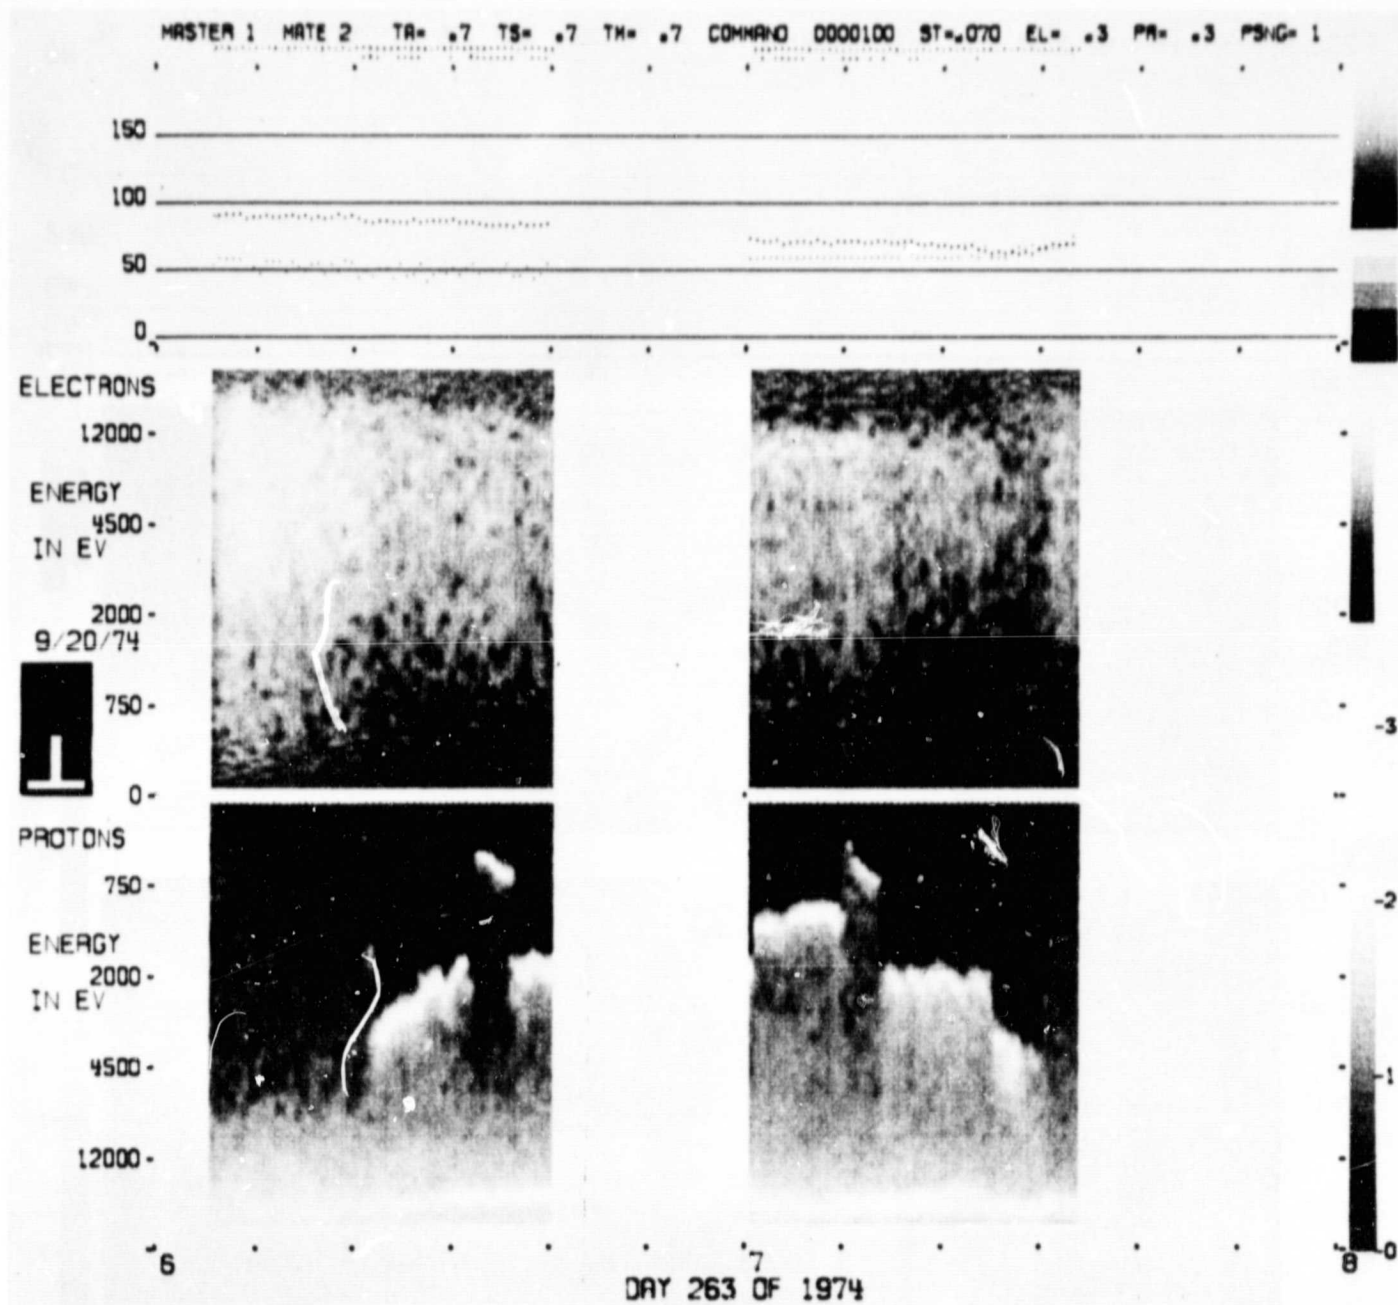 MASTER 1 MATE 2 TA= .7 TS= .7 TM= .7 COMMAND 0000100 ST=.070 EL= .3 PA= .3 PSNG= 1
150
100
50
0
ELECTRONS
12000-
ENERGY
4500-
IN EV
2000-
9/20/74
750-
0-
PROTONS
750-
ENERGY
2000-
IN EV
4500-
12000-
-3
-2
-1
-0
6
7
8
DAY 263 OF 1974